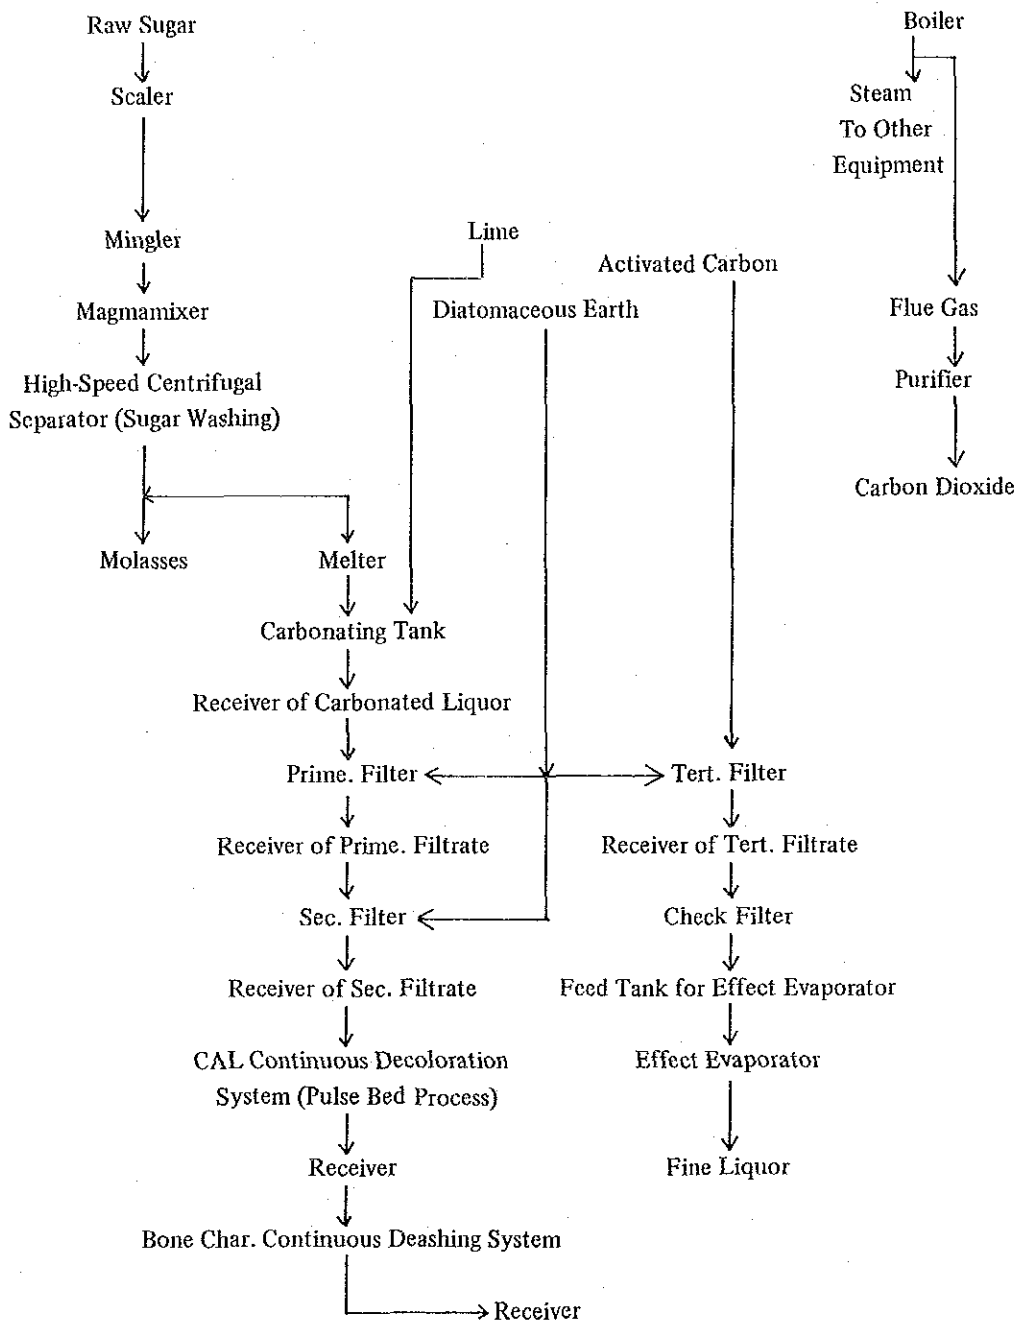 Raw Sugar
Boiler
Scaler
Steam
To Other
Equipment
Mingler
Lime
Activated Carbon
Magmamixer
Diatomaceous Earth
Flue Gas
High-Speed Centrifugal
Separator (Sugar Washing)
Purifier
Carbon Dioxide
Molasses
Melter
Carbonating Tank
Receiver of Carbonated Liquor
Prime. Filter
Tert. Filter
Receiver of Prime. Filtrate
Receiver of Tert. Filtrate
Sec. Filter
Check Filter
Receiver of Sec. Filtrate
Feed Tank for Effect Evaporator
CAL Continuous Decoloration
System (Pulse Bed Process)
Effect Evaporator
Receiver
Fine Liquor
Bone Char. Continuous Deashing System
Receiver